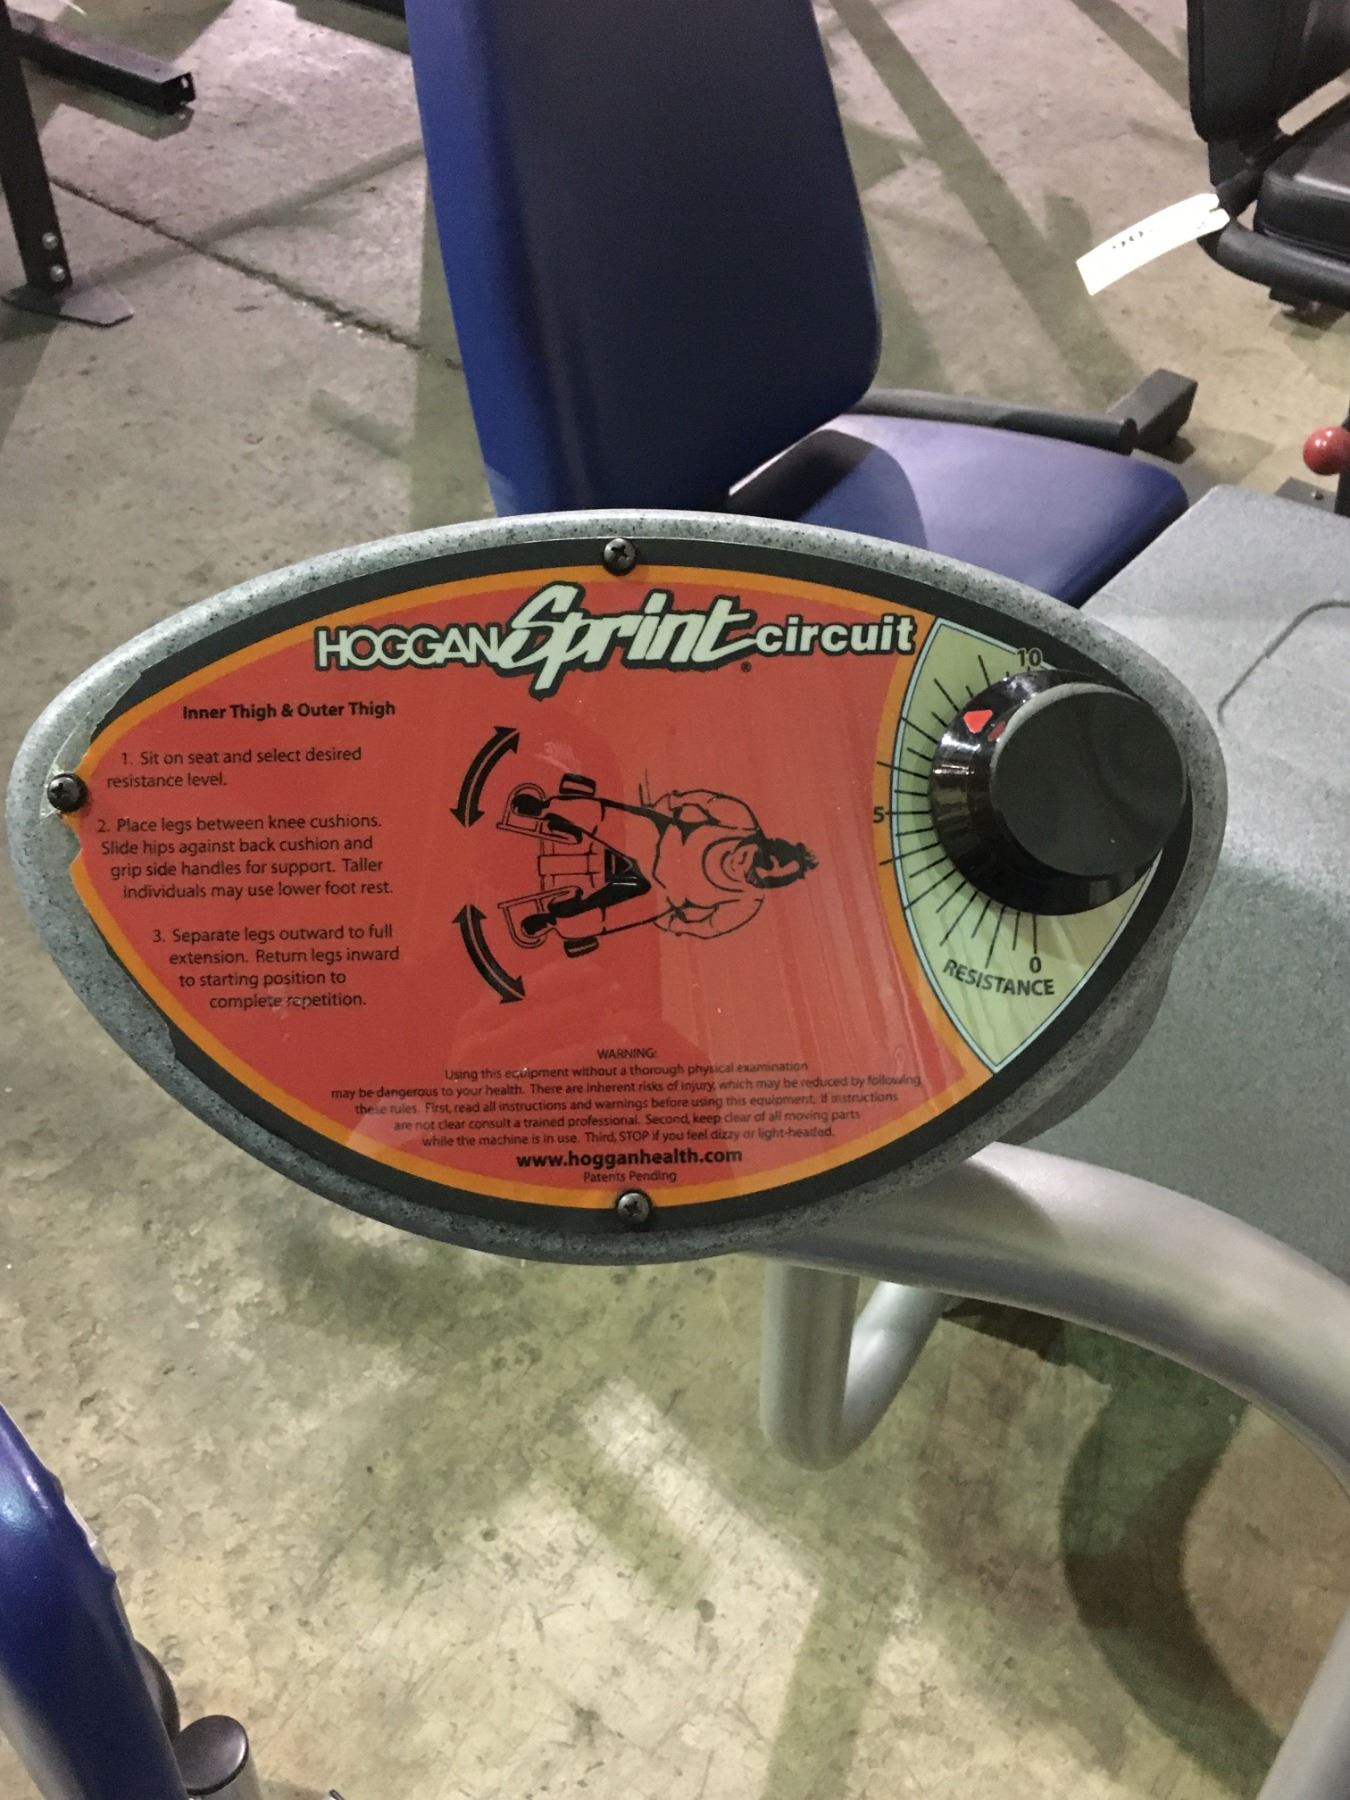 HOGGAN Sprint® circuit
Inner Thigh & Outer Thigh
1. Sit on seat and select desired
resistance level.
2. Place legs between knee cushions.
Slide hips against back cushion and
grip side handles for support. Taller
individuals may use lower foot rest.
3. Separate legs outward to full
extension. Return legs inward
to starting position to
complete repetition.
10
5
0
RESISTANCE
WARNING:
Using this equipment without a thorough physical examination
may be dangerous to your health. There are inherent risks of injury, which may be reduced by following
these rules. First, read all instructions and warnings before using this equipment, if instructions
are not clear consult a trained professional. Second, keep clear of all moving parts
while the machine is in use. Third, STOP if you feel dizzy or light-headed.
www.hogganhealth.com
Patents Pending